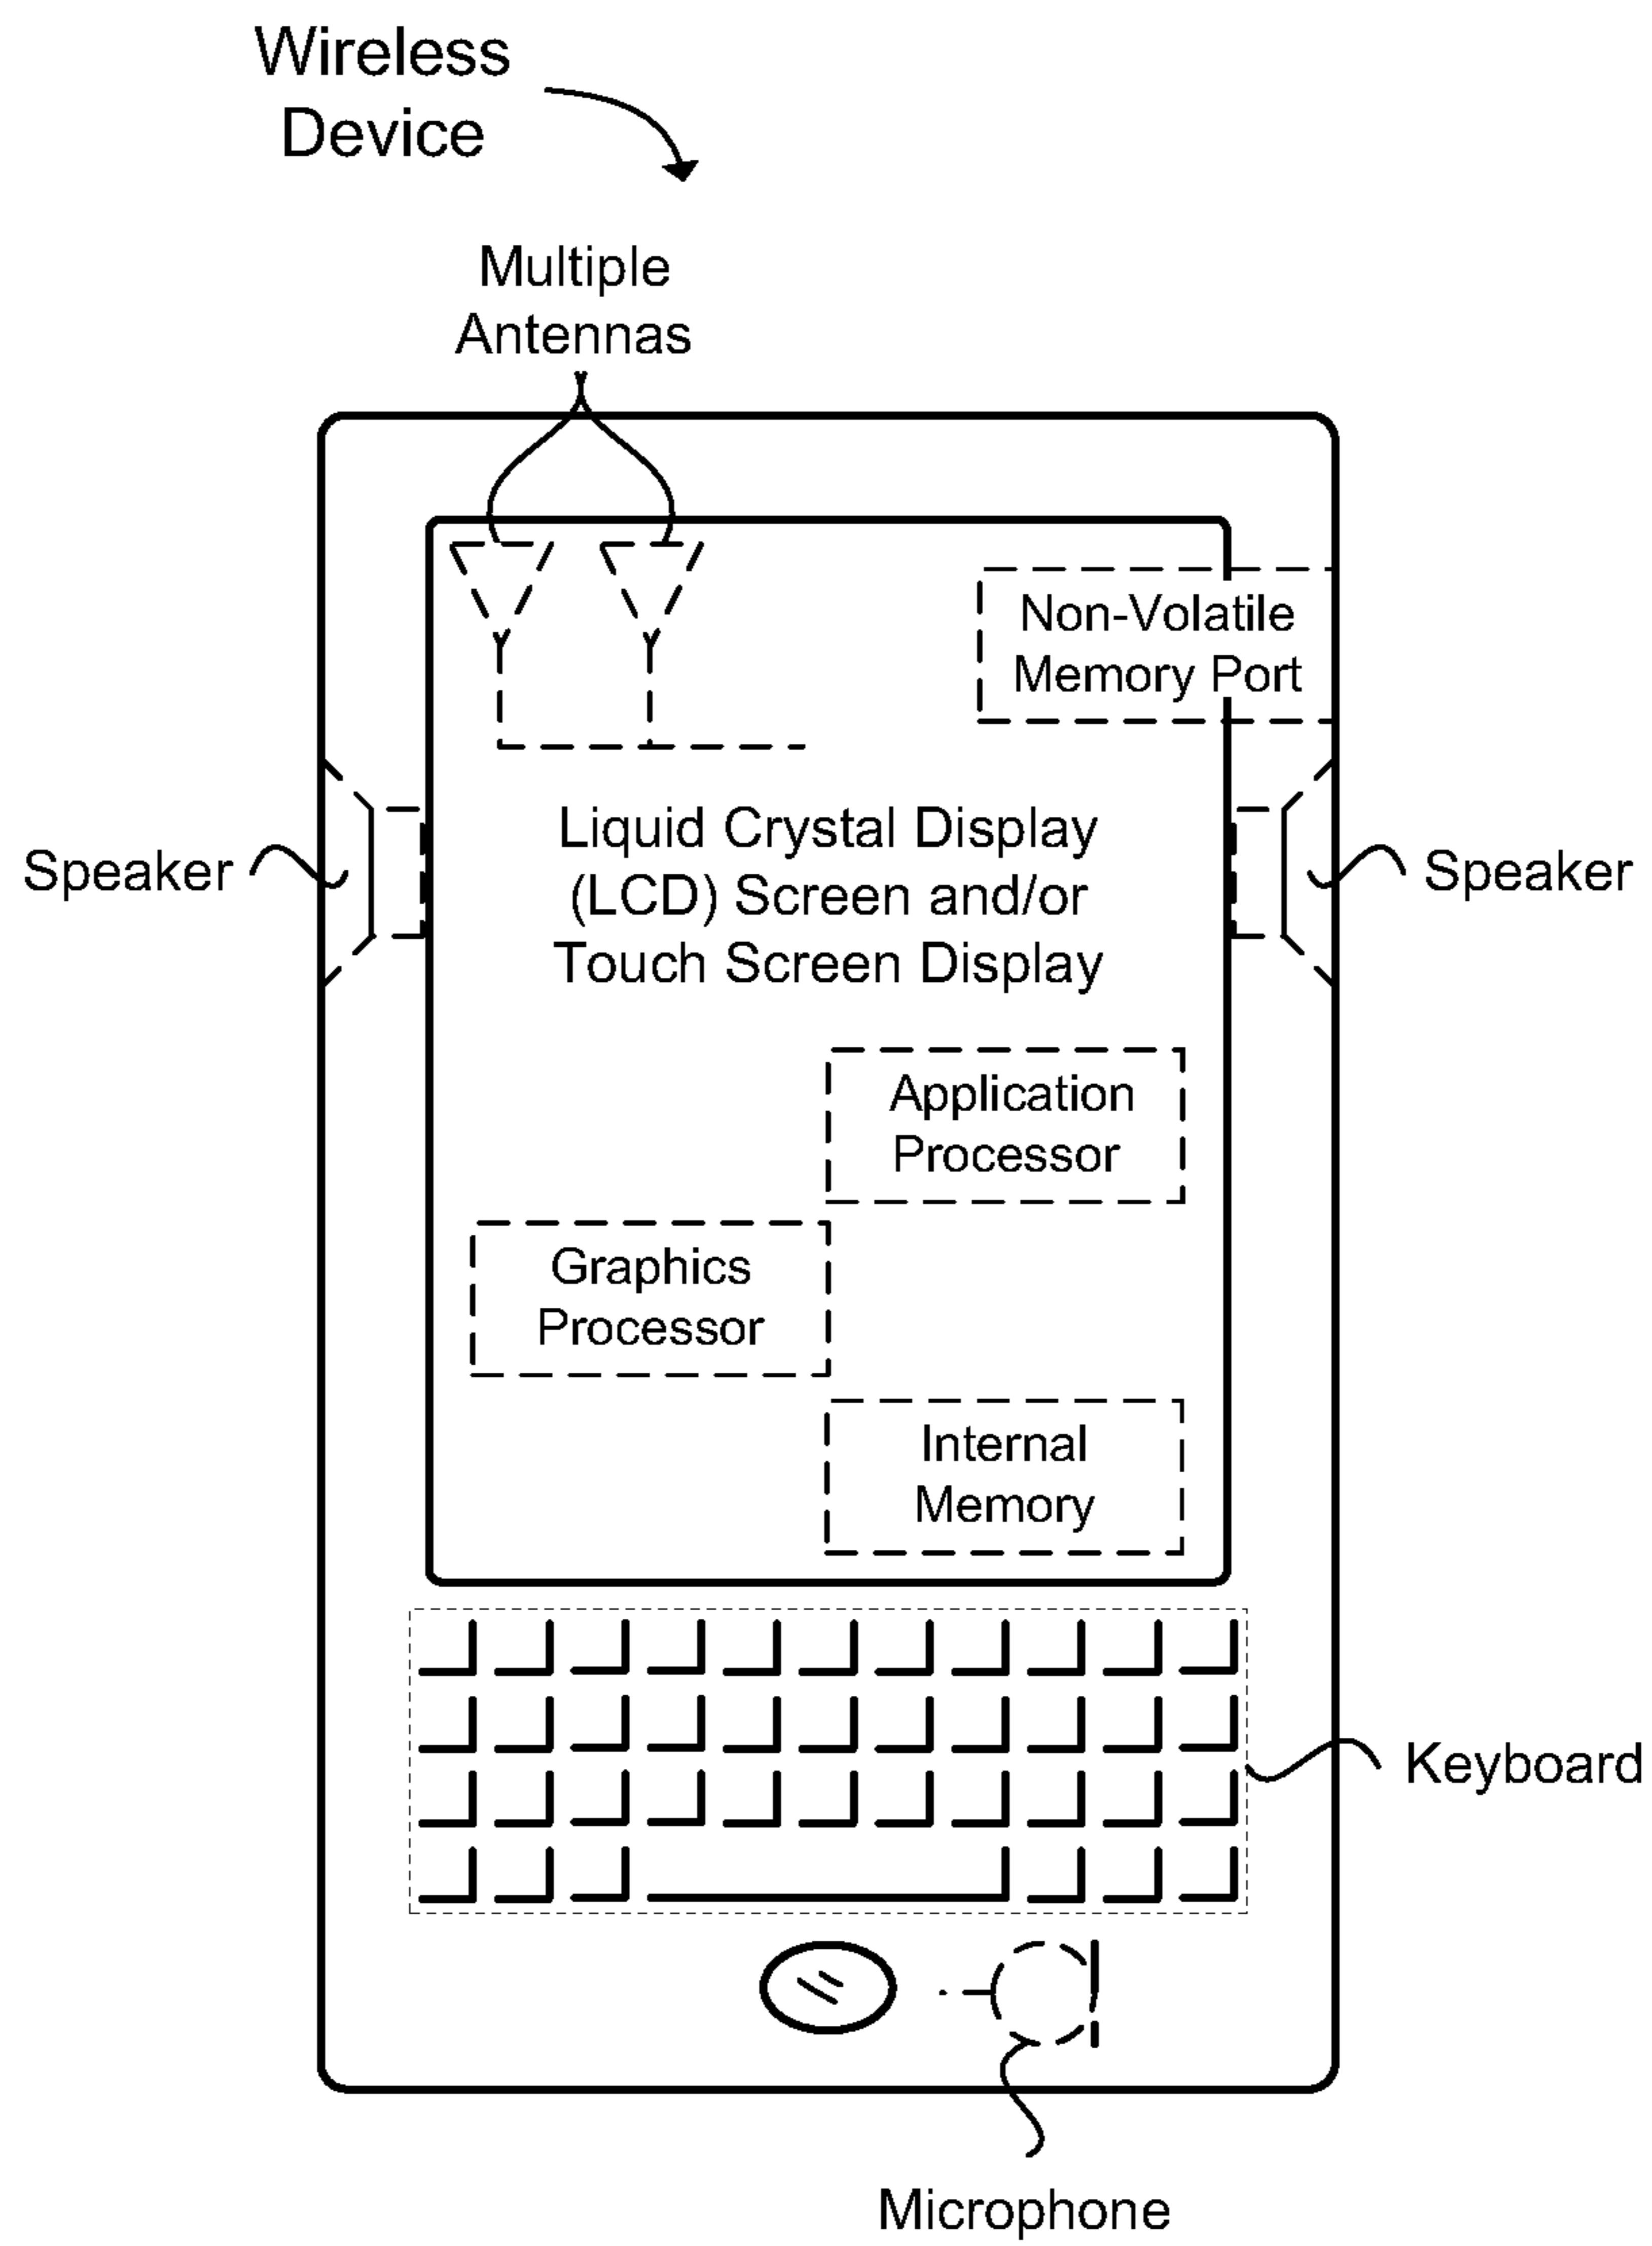 Wireless
Device
Multiple
Antennas
Non-Volatile
Memory Port
Speaker
Liquid Crystal Display
(LCD) Screen and/or
Touch Screen Display
Speaker
Application
Processor
Graphics
Processor
Internal
Memory
Keyboard
Microphone